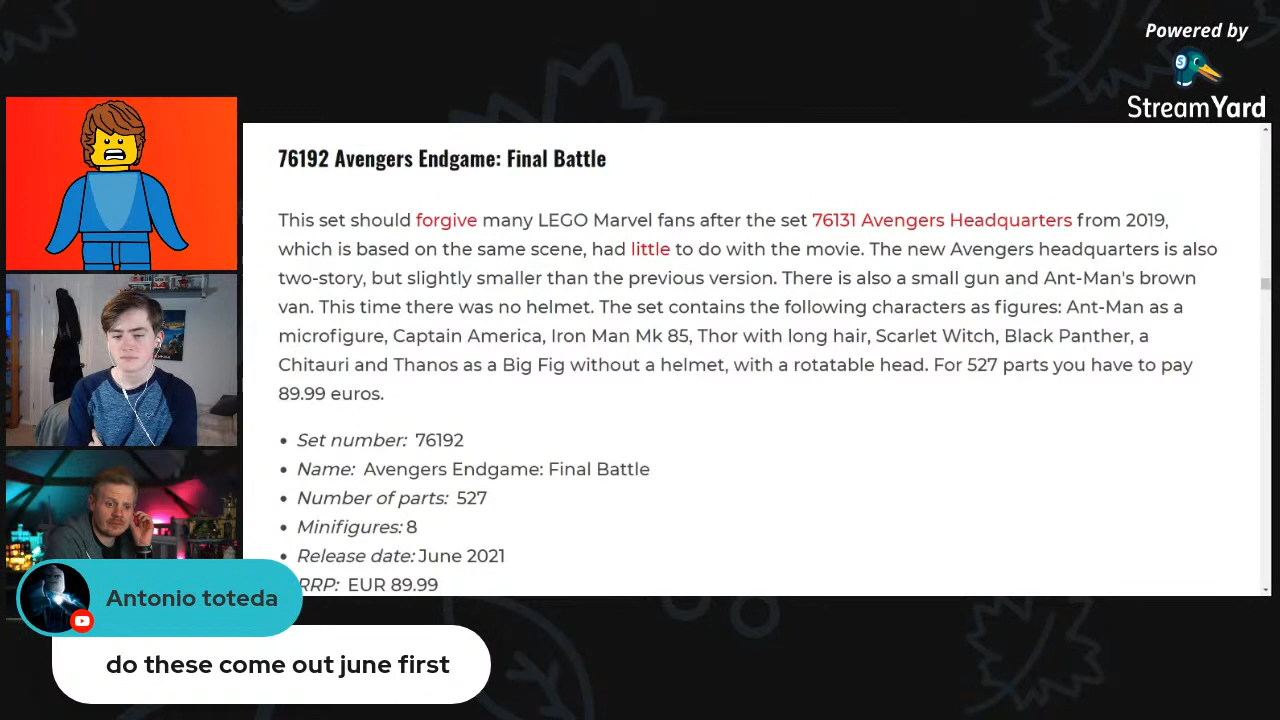 Powered by
StreamYard
76192 Avengers Endgame: Final Battle
This set should forgive many LEGO Marvel fans after the set 76131 Avengers Headquarters from 2019,
which is based on the same scene, had little to do with the movie. The new Avengers headquarters is also
two-story, but slightly smaller than the previous version. There is also a small gun and Ant-Man's brown
van. This time there was no helmet. The set contains the following characters as figures: Ant-Man as a
microfigure, Captain America, Iron Man Mk 85, Thor with long hair, Scarlet Witch, Black Panther, a
Chitauri and Thanos as a Big Fig without a helmet, with a rotatable head. For 527 parts you have to pay
89.99 euros.
• Set number: 76192
• Name: Avengers Endgame: Final Battle
• Number of parts: 527
• Minifigures: 8
• Release date: June 2021
RRP: EUR 89.99
Antonio toteda
do these come out june first